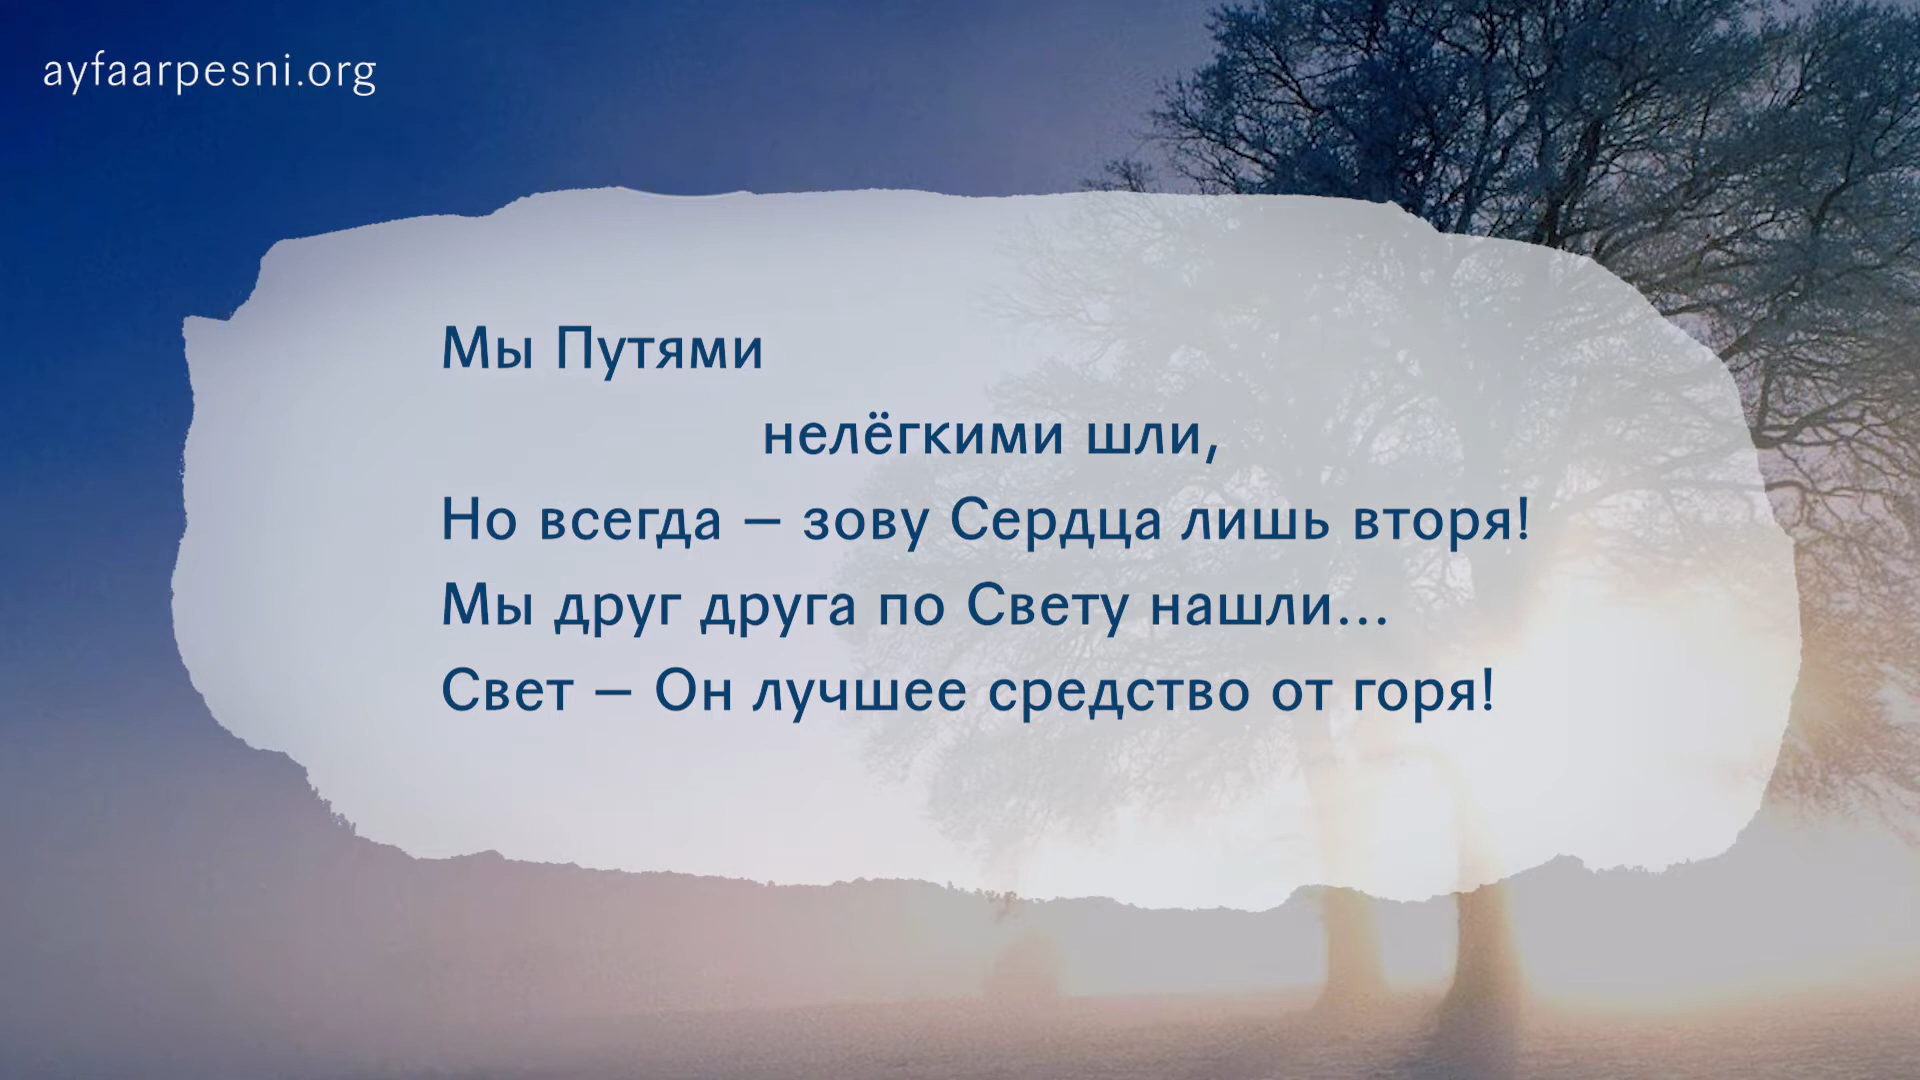 ayfaarpesni.org
Мы Путями
нелёгкими шли,
Но всегда – зову Сердца лишь вторя!
Мы друг друга по Свету нашли...
Свет – Он лучшее средство от горя!